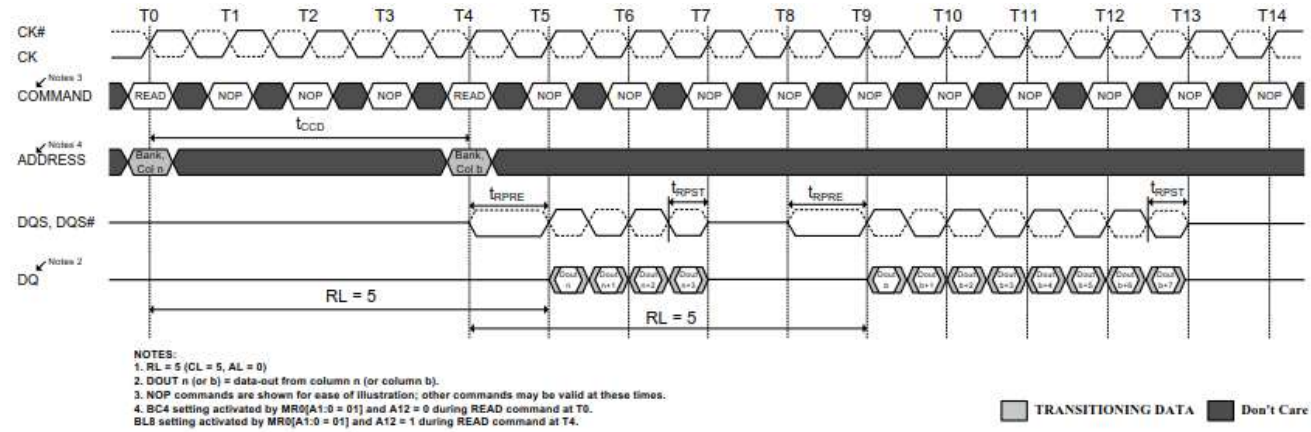 T0 T1 T2 T3 T4 T5 T6 T7 T8 T9 T10 T11 T12 T13 T14
CK#
CK
Notes 3
COMMAND READ NOP NOP NOP READ NOP NOP NOP NOP NOP NOP NOP NOP NOP NOP
tCCD
Notes 4
ADDRESS Bank, Col n Bank, Col b
tRPRE tRPST tRPRE tRPST
DQS, DQS#
Notes 2
DQ Dout n Dout n+1 Dout n+2 Dout n+3 Dout b Dout b+1 Dout b+2 Dout b+3 Dout b+4 Dout b+5 Dout b+6 Dout b+7
RL = 5
RL = 5
NOTES:
1. RL = 5 (CL = 5, AL = 0)
2. DOUT n (or b) = data-out from column n (or column b).
3. NOP commands are shown for ease of illustration; other commands may be valid at these times.
4. BC4 setting activated by MR0[A1:0 = 01] and A12 = 0 during READ command at T0.
BL8 setting activated by MR0[A1:0 = 01] and A12 = 1 during READ command at T4.
TRANSITIONING DATA Don't Care